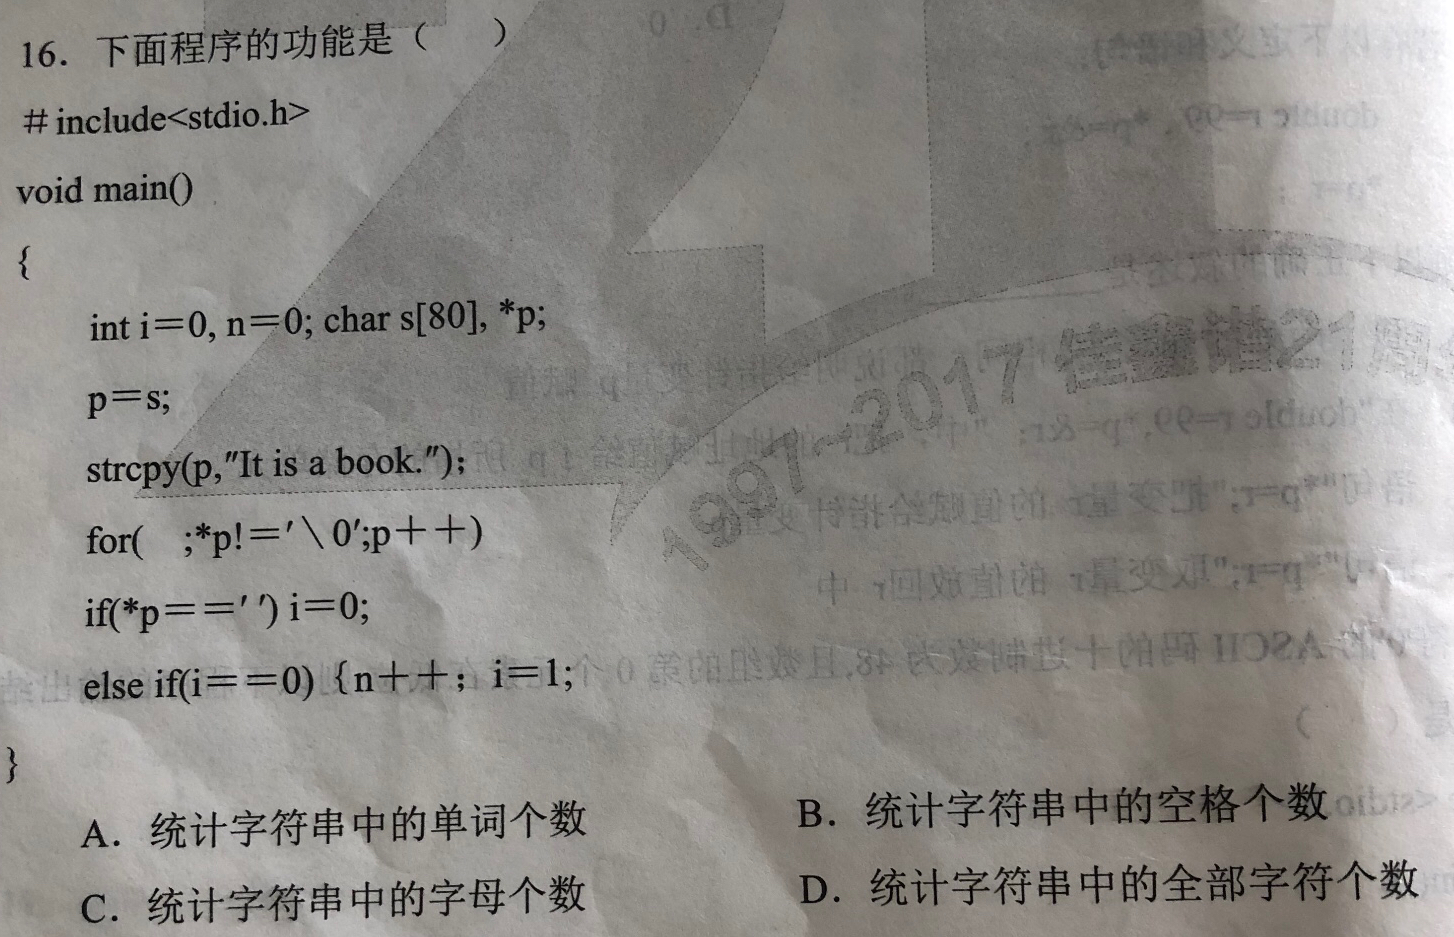 16. 下面程序的功能是（    ）
D. 0
#include<stdio.h>
void main()
{
int i=0, n=0; char s[80], *p;
p=s;
strcpy(p,"It is a book.");
for(   ;*p!='\0';p++)
if(*p==' ') i=0;
else if(i==0) {n++; i=1;
}
1997-2017
A. 统计字符串中的单词个数
B. 统计字符串中的空格个数
C. 统计字符串中的字母个数
D. 统计字符串中的全部字符个数